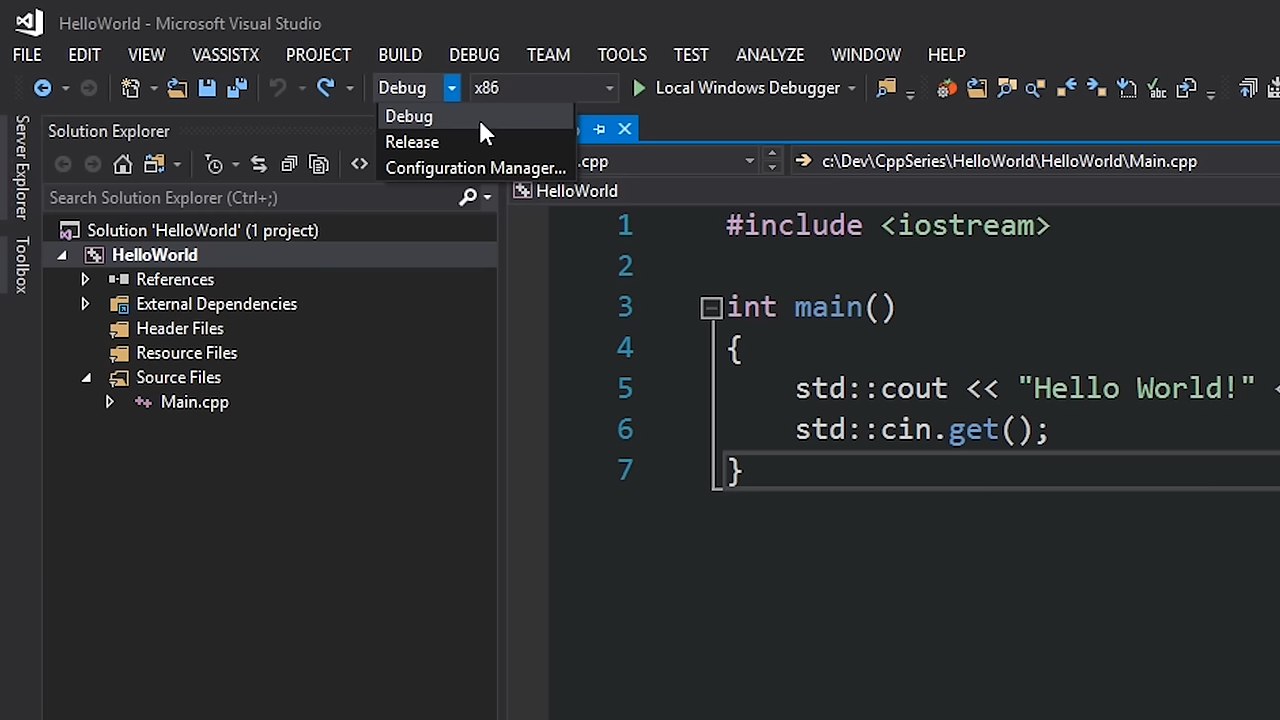 HelloWorld - Microsoft Visual Studio
FILE EDIT VIEW VASSISTX PROJECT BUILD DEBUG TEAM TOOLS TEST ANALYZE WINDOW HELP
Debug x86 Local Windows Debugger
Debug
Release
Configuration Manager...
Server Explorer
Toolbox
Solution Explorer
Search Solution Explorer (Ctrl+;)
Solution 'HelloWorld' (1 project)
HelloWorld
References
External Dependencies
Header Files
Resource Files
Source Files
Main.cpp
.cpp c:\Dev\CppSeries\HelloWorld\HelloWorld\Main.cpp
HelloWorld
1 #include <iostream>
2
3 int main()
4 {
5 std::cout << "Hello World!" <
6 std::cin.get();
7 }